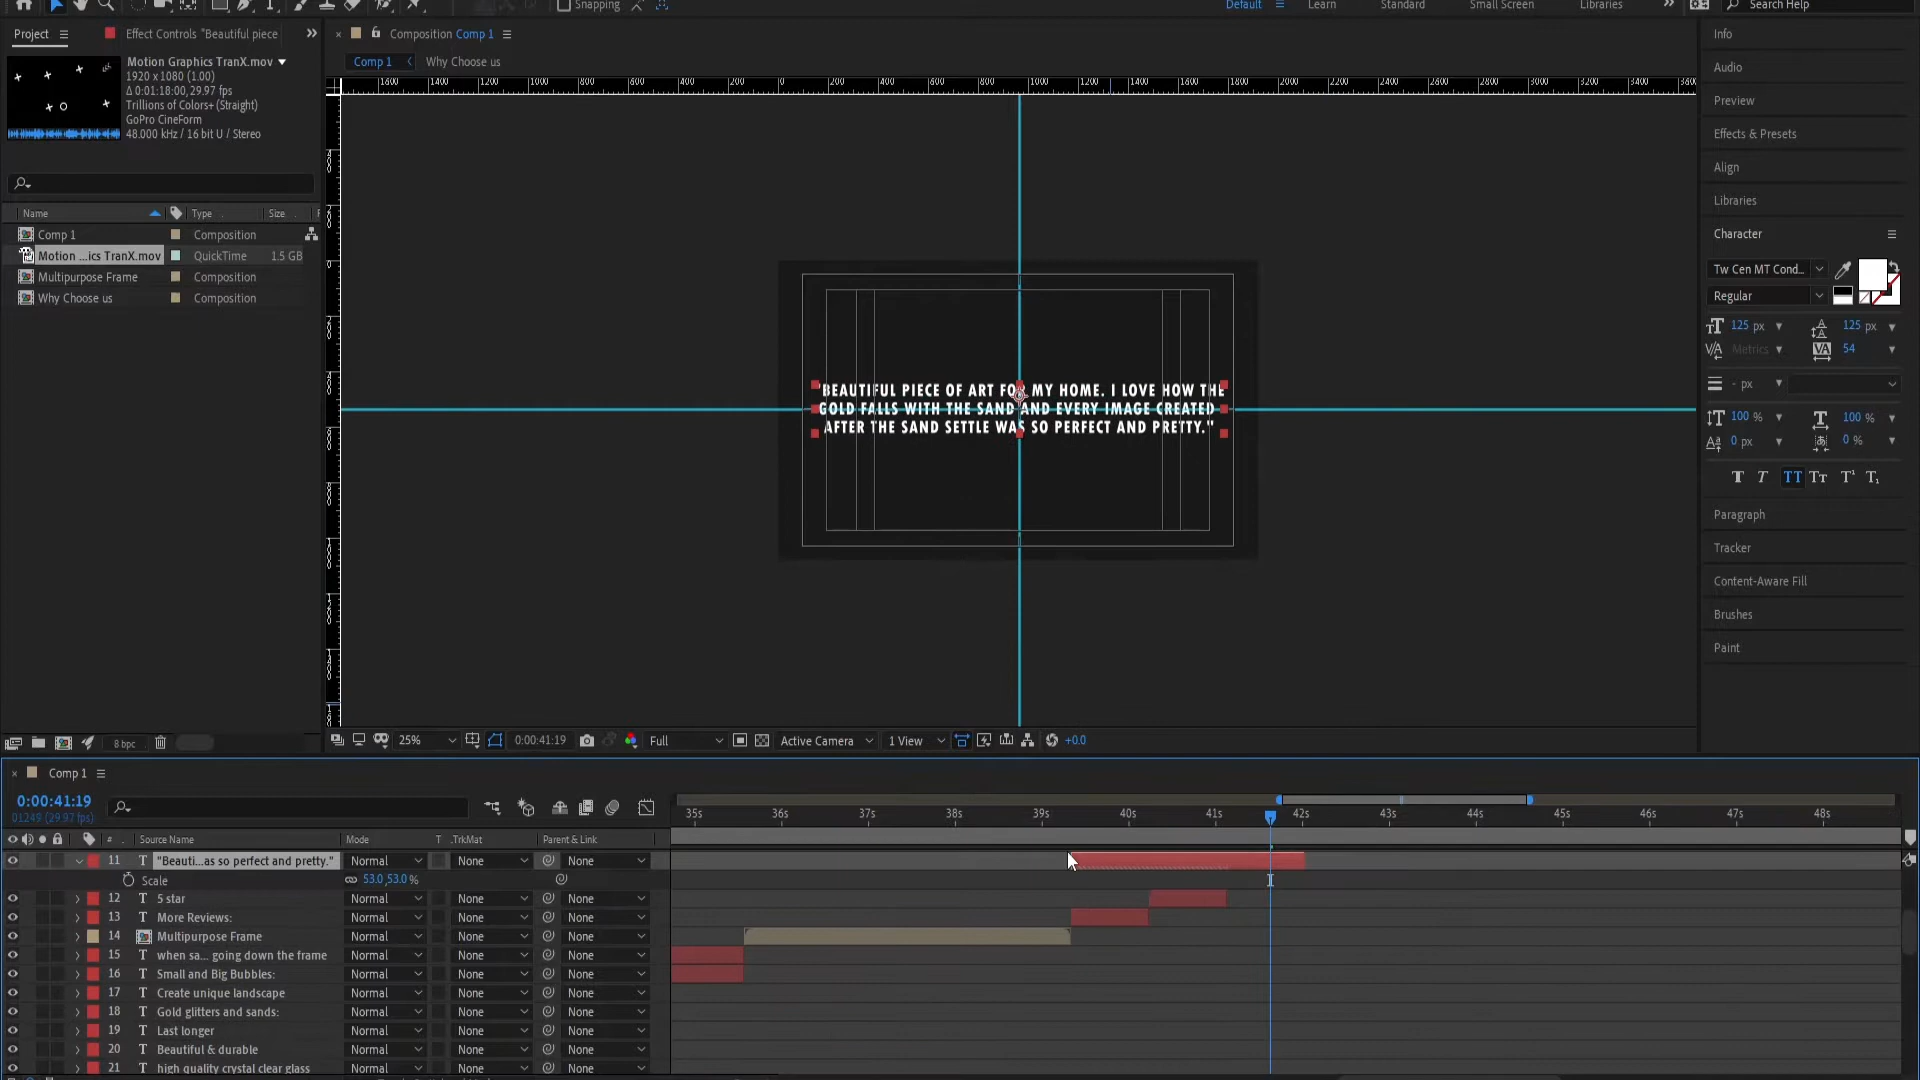 Snapping
Default
Learn
Standard
Small Screen
Libraries
Search Help
Project
Effect Controls "Beautiful piece
Composition Comp 1
Info
Motion Graphics TranX.mov
1920 x 1080 (1.00)
Δ 0:01:18:00, 29.97 fps
Trillions of Colors+ (Straight)
GoPro CineForm
48.000 kHz / 16 bit U / Stereo
Comp 1
Why Choose us
Audio
Preview
Effects & Presets
Align
Libraries
Character
Name
Type
Size
Comp 1
Composition
Motion ...ics TranX.mov
QuickTime
1.5 GB
Multipurpose Frame
Composition
Why Choose us
Composition
Tw Cen MT Cond...
Regular
125 px
125 px
Metrics
54
- px
100 %
100 %
0 px
0 %
Paragraph
Tracker
Content-Aware Fill
Brushes
Paint
"BEAUTIFUL PIECE OF ART FOR MY HOME. I LOVE HOW THE
GOLD FALLS WITH THE SAND AND EVERY IMAGE CREATED
AFTER THE SAND SETTLE WAS SO PERFECT AND PRETTY."
8 bpc
25%
0:00:41:19
Full
Active Camera
1 View
+0.0
Comp 1
0:00:41:19
01249 (29.97 fps)
35s 36s 37s 38s 39s 40s 41s 42s 43s 44s 45s 46s 47s 48s
# Source Name Mode T .TrkMat Parent & Link
11 T "Beauti...as so perfect and pretty." Normal None None
Scale 53.0,53.0 %
12 T 5 star Normal None None
13 T More Reviews: Normal None None
14 Multipurpose Frame Normal None None
15 T when sa... going down the frame Normal None None
16 T Small and Big Bubbles: Normal None None
17 T Create unique landscape Normal None None
18 T Gold glitters and sands: Normal None None
19 T Last longer Normal None None
20 T Beautiful & durable Normal None None
21 T high quality crystal clear glass Normal None None